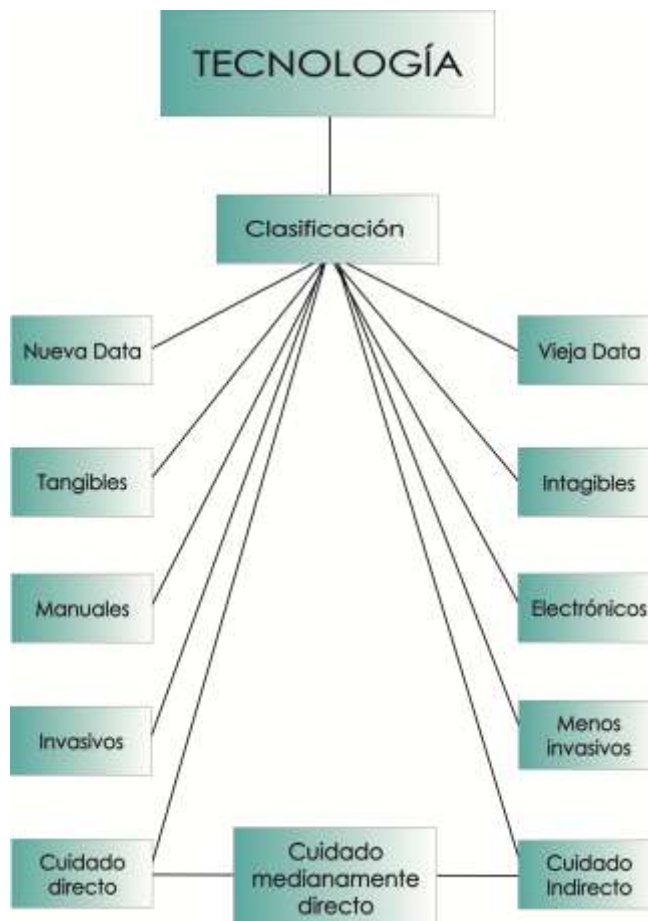 TECNOLOGÍA
Clasificación
Nueva Data
Vieja Data
Tangibles
Intagibles
Manuales
Electrónicos
Invasivos
Menos
invasivos
Cuidado
directo
Cuidado
medianamente
directo
Cuidado
Indirecto